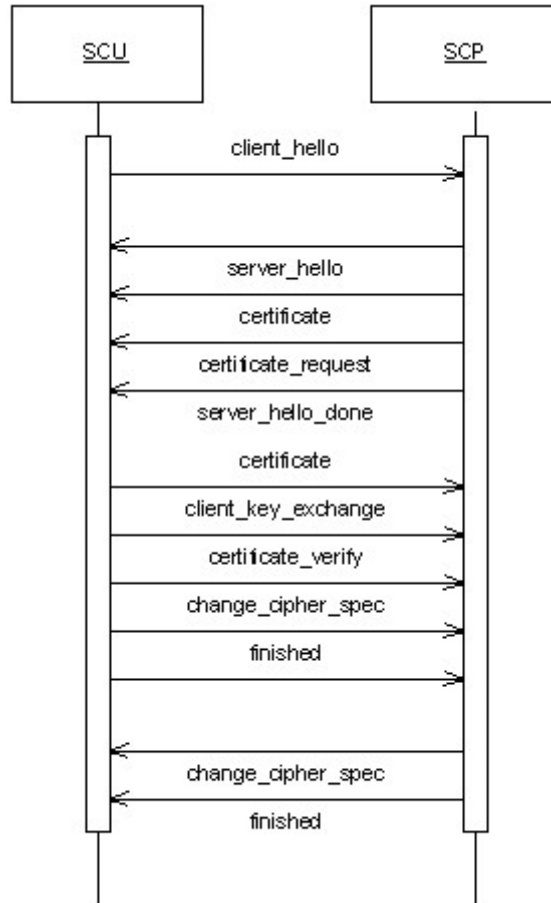 SCU
SCP
client_hello
server_hello
certificate
certificate_request
server_hello_done
certificate
client_key_exchange
certificate_verify
change_cipher_spec
finished
change_cipher_spec
finished